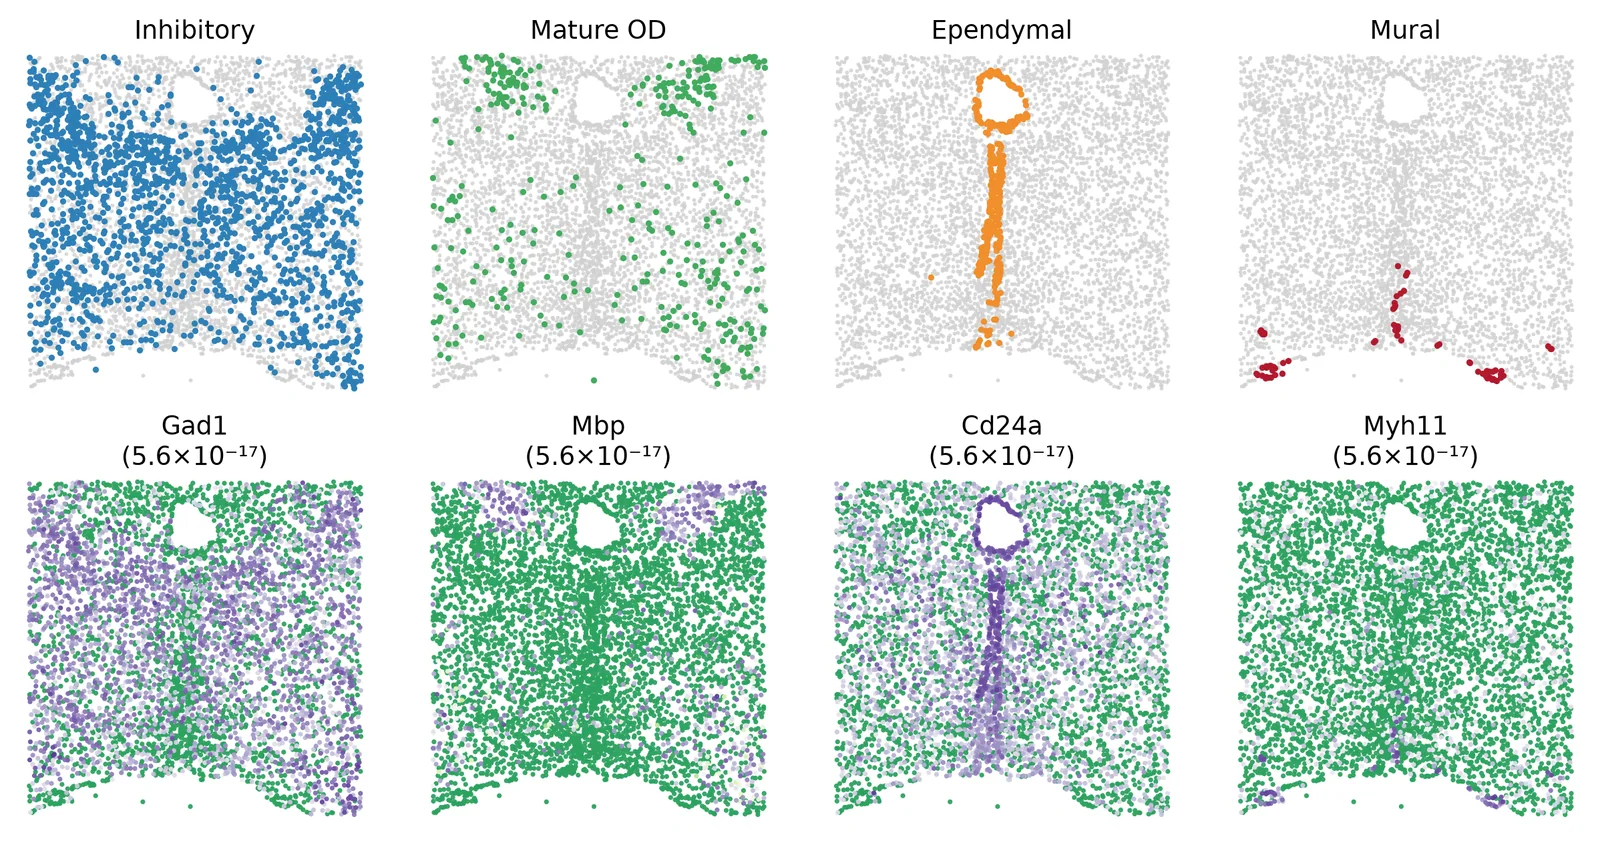 Inhibitory
Mature OD
Ependymal
Mural
Gad1
(5.6×10⁻¹⁷)
Mbp
(5.6×10⁻¹⁷)
Cd24a
(5.6×10⁻¹⁷)
Myh11
(5.6×10⁻¹⁷)